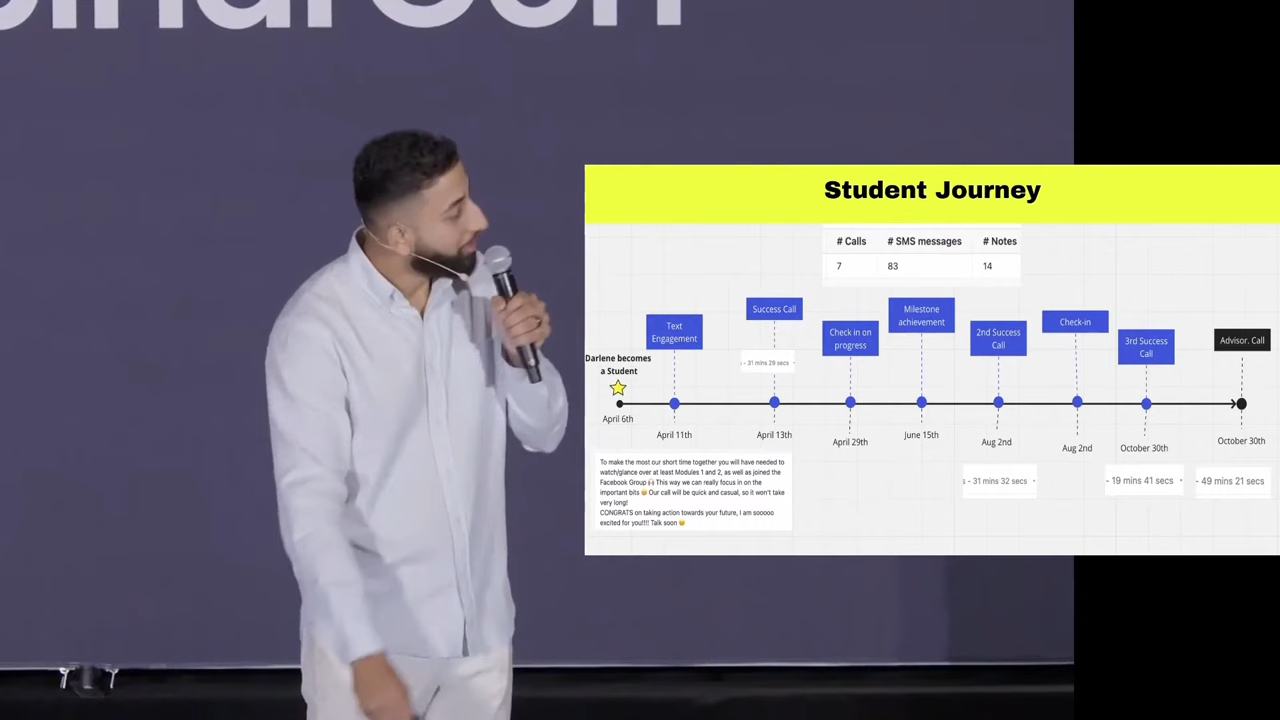 Student Journey
# Calls # SMS messages # Notes
7 83 14
Text
Engagement
Success Call
Check in on
progress
Milestone
achievement
2nd Success
Call
Check-in
3rd Success
Call
Advisor. Call
- 31 mins 29 secs
Darlene becomes
a Student
April 6th
April 11th
April 13th
April 29th
June 15th
Aug 2nd
Aug 2nd
October 30th
October 30th
To make the most our short time together you will have needed to
watch/glance over at least Modules 1 and 2, as well as joined the
Facebook Group 🙌🏻 This way we can really focus in on the
important bits 😊 Our call will be quick and casual, so it won't take
very long!
CONGRATS on taking action towards your future, I am sooooo
excited for you!!!! Talk soon 😊
s - 31 mins 32 secs
- 19 mins 41 secs
- 49 mins 21 secs